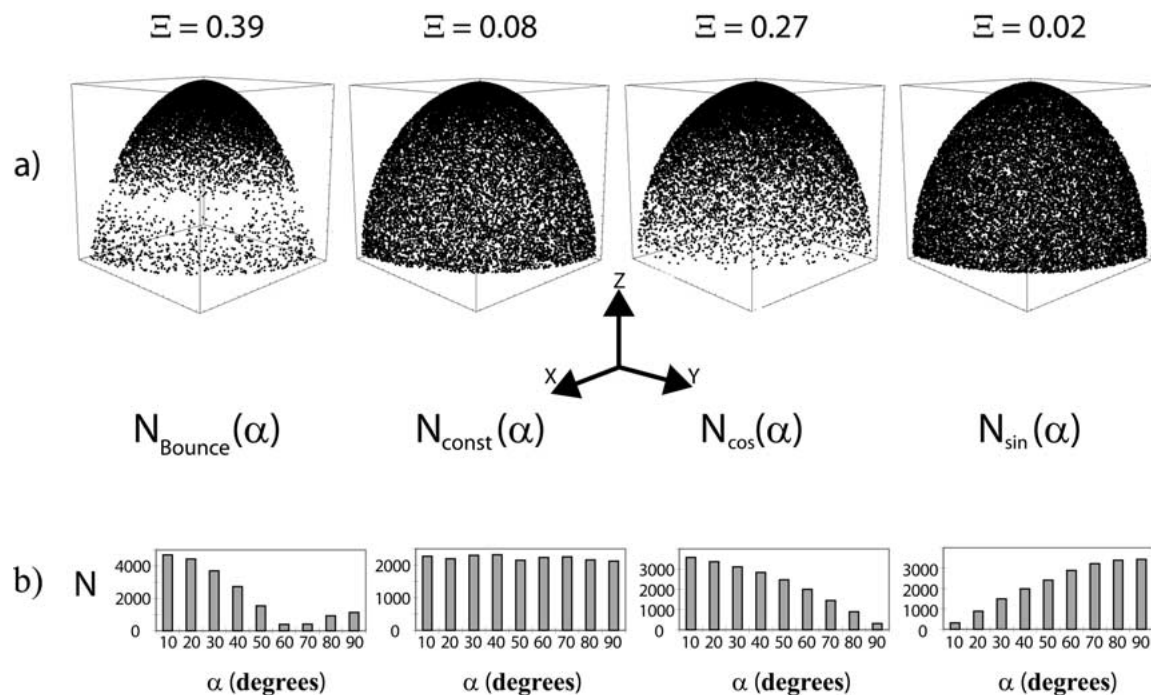 Ξ = 0.39 Ξ = 0.08 Ξ = 0.27 Ξ = 0.02
a)
Z
X Y
N_Bounce(α) N_const(α) N_cos(α) N_sin(α)
b) N
4000 2000 0
10 20 30 40 50 60 70 80 90
2000 1000 0
10 20 30 40 50 60 70 80 90
3000 2000 1000 0
10 20 30 40 50 60 70 80 90
3000 2000 1000 0
10 20 30 40 50 60 70 80 90
α (degrees) α (degrees) α (degrees) α (degrees)